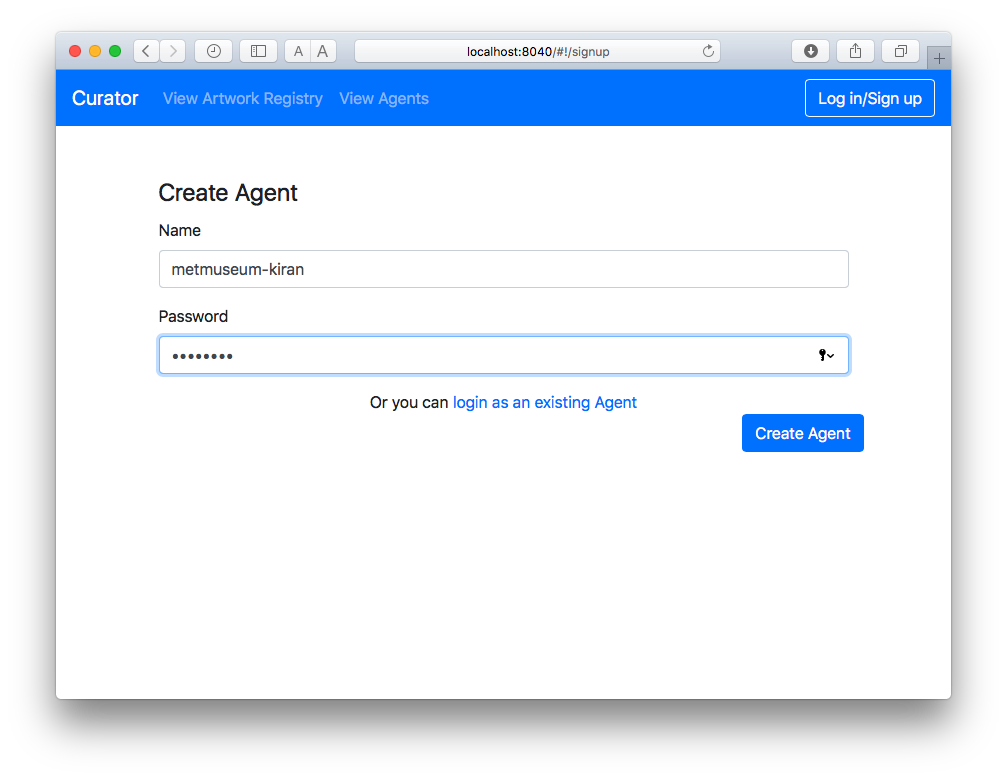 A A
localhost:8040/#!/signup
Curator View Artwork Registry View Agents Log in/Sign up
Create Agent
Name
metmuseum-kiran
Password
••••••••
Or you can login as an existing Agent
Create Agent